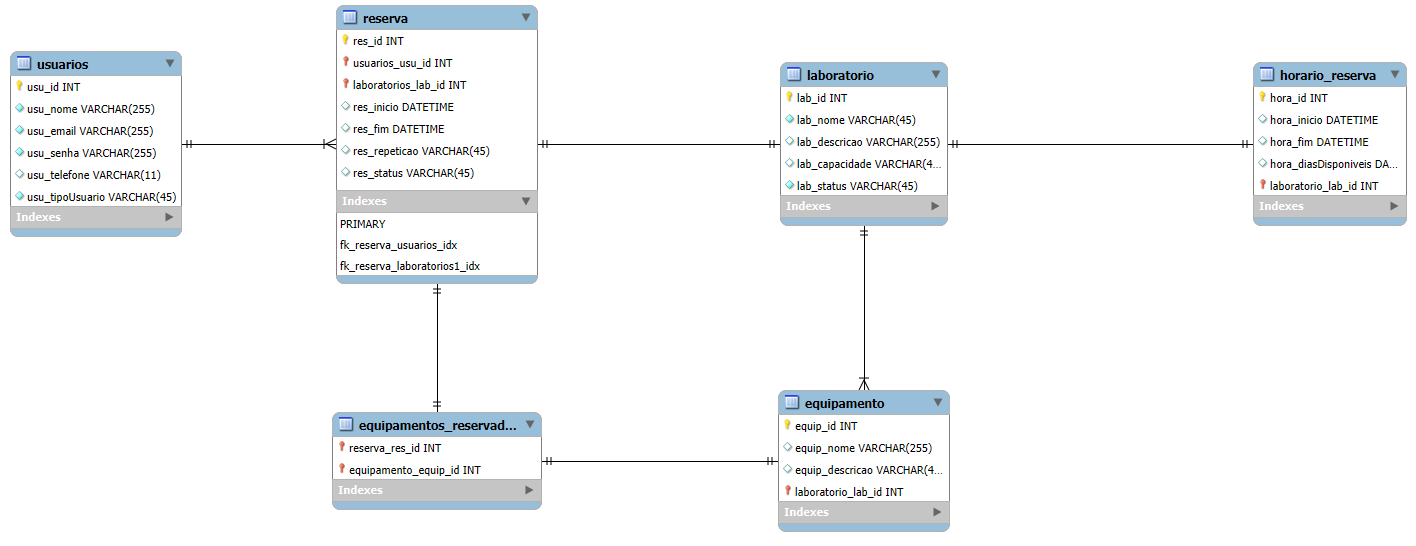 usuarios
usu_id INT
usu_nome VARCHAR(255)
usu_email VARCHAR(255)
usu_senha VARCHAR(255)
usu_telefone VARCHAR(11)
usu_tipoUsuario VARCHAR(45)
Indexes
reserva
res_id INT
usuarios_usu_id INT
laboratorios_lab_id INT
res_inicio DATETIME
res_fim DATETIME
res_repeticao VARCHAR(45)
res_status VARCHAR(45)
Indexes
PRIMARY
fk_reserva_usuarios_idx
fk_reserva_laboratorios1_idx
laboratorio
lab_id INT
lab_nome VARCHAR(45)
lab_descricao VARCHAR(255)
lab_capacidade VARCHAR(4...
lab_status VARCHAR(45)
Indexes
horario_reserva
hora_id INT
hora_inicio DATETIME
hora_fim DATETIME
hora_diasDisponiveis DA...
laboratorio_lab_id INT
Indexes
equipamentos_reservad...
reserva_res_id INT
equipamento_equip_id INT
Indexes
equipamento
equip_id INT
equip_nome VARCHAR(255)
equip_descricao VARCHAR(4...
laboratorio_lab_id INT
Indexes